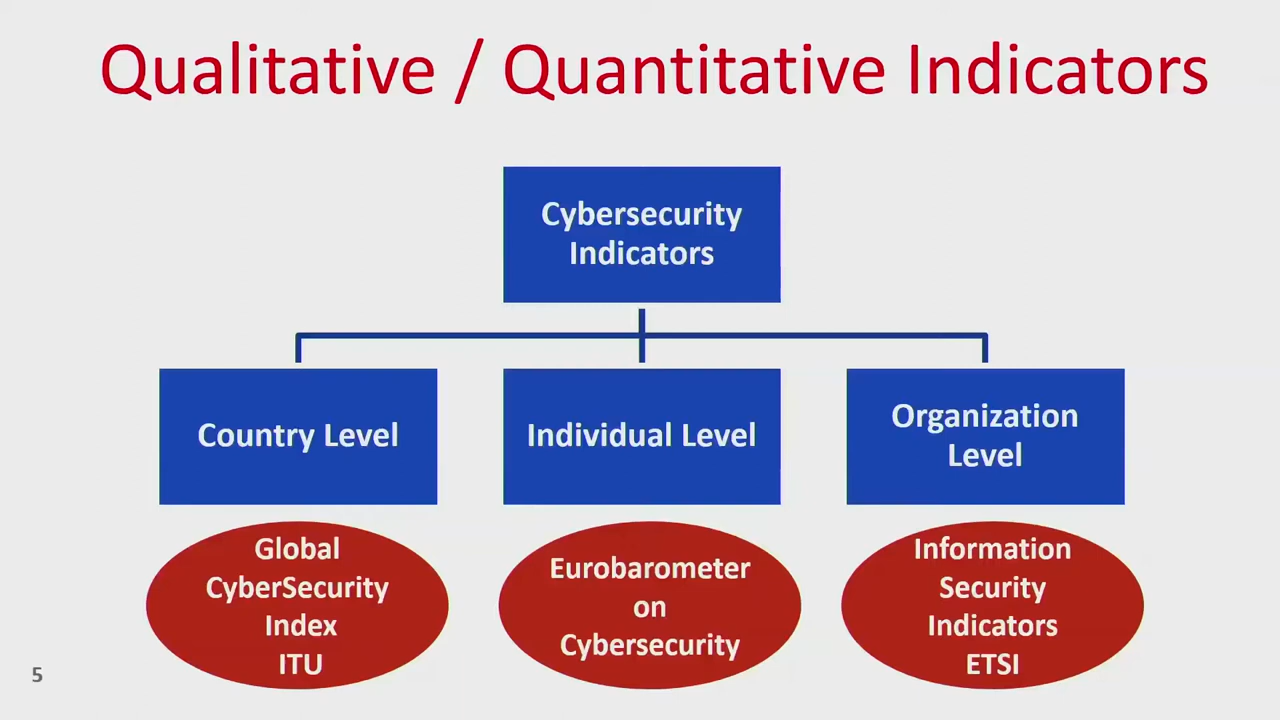 Qualitative / Quantitative Indicators
Cybersecurity
Indicators
Country Level
Individual Level
Organization
Level
Global
CyberSecurity
Index
ITU
Eurobarometer
on
Cybersecurity
Information
Security
Indicators
ETSI
5